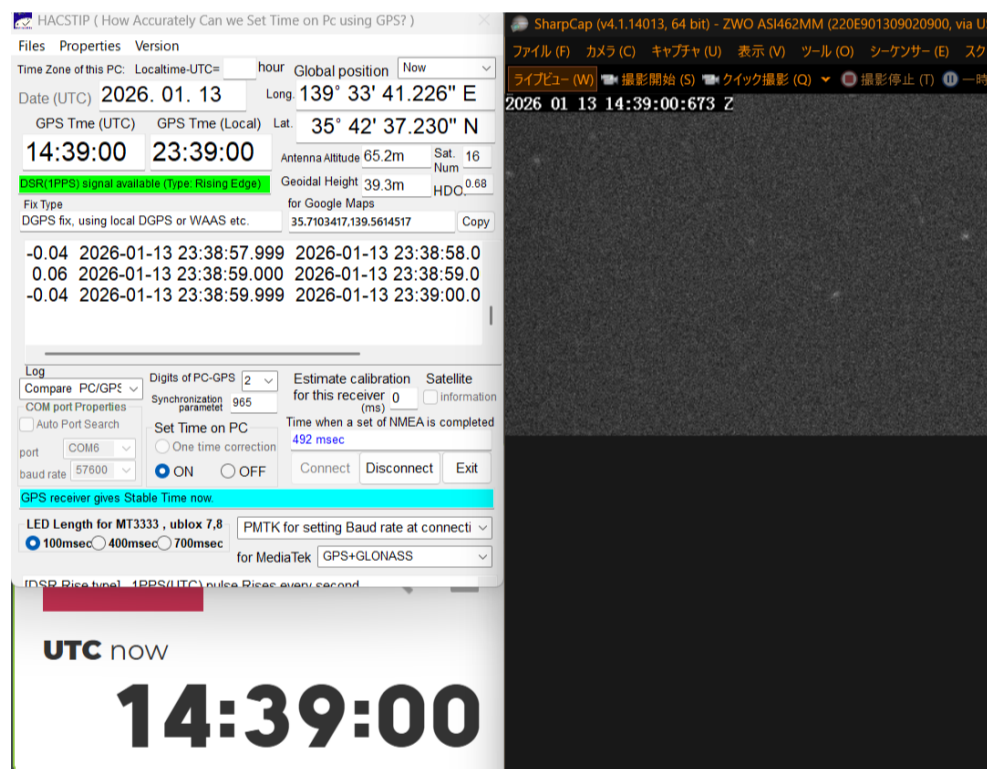 HACSTIP ( How Accurately Can we Set Time on Pc using GPS? )
Files Properties Version
Time Zone of this PC: Localtime-UTC= hour
Global position Now
Date (UTC) 2026. 01. 13
Long. 139° 33' 41.226" E
GPS Tme (UTC) GPS Tme (Local)
Lat. 35° 42' 37.230" N
14:39:00 23:39:00
Antenna Altitude 65.2m
Sat. Num 16
DSR(1PPS) signal available (Type: Rising Edge)
Geoidal Height 39.3m
HDO. 0.68
Fix Type
for Google Maps
DGPS fix, using local DGPS or WAAS etc.
35.7103417,139.5614517 Copy
-0.04 2026-01-13 23:38:57.999 2026-01-13 23:38:58.0
0.06 2026-01-13 23:38:59.000 2026-01-13 23:38:59.0
-0.04 2026-01-13 23:38:59.999 2026-01-13 23:39:00.0
Log
Compare PC/GPS
Digits of PC-GPS 2
Synchronization parametet 965
Estimate calibration
for this receiver 0
(ms)
Satellite
information
COM port Properties
Auto Port Search
port COM6
baud rate 57600
Set Time on PC
One time correction
ON OFF
Time when a set of NMEA is completed
492 msec
Connect Disconnect Exit
GPS receiver gives Stable Time now.
LED Length for MT3333 , ublox 7,8
100msec 400msec 700msec
PMTK for setting Baud rate at connecti
for MediaTek GPS+GLONASS
[DSR Rise type] 1PPS(UTC) pulse Rises every second
UTC now
14:39:00
SharpCap (v4.1.14013, 64 bit) - ZWO ASI462MM (220E901309020900, via U
ファイル (F) カメラ (C) キャプチャ (U) 表示 (V) ツール (O) シーケンサー (E) スク
ライブビュー (W) 撮影開始 (S) クイック撮影 (Q) 撮影停止 (T) 一時
2026 01 13 14:39:00:673 Z